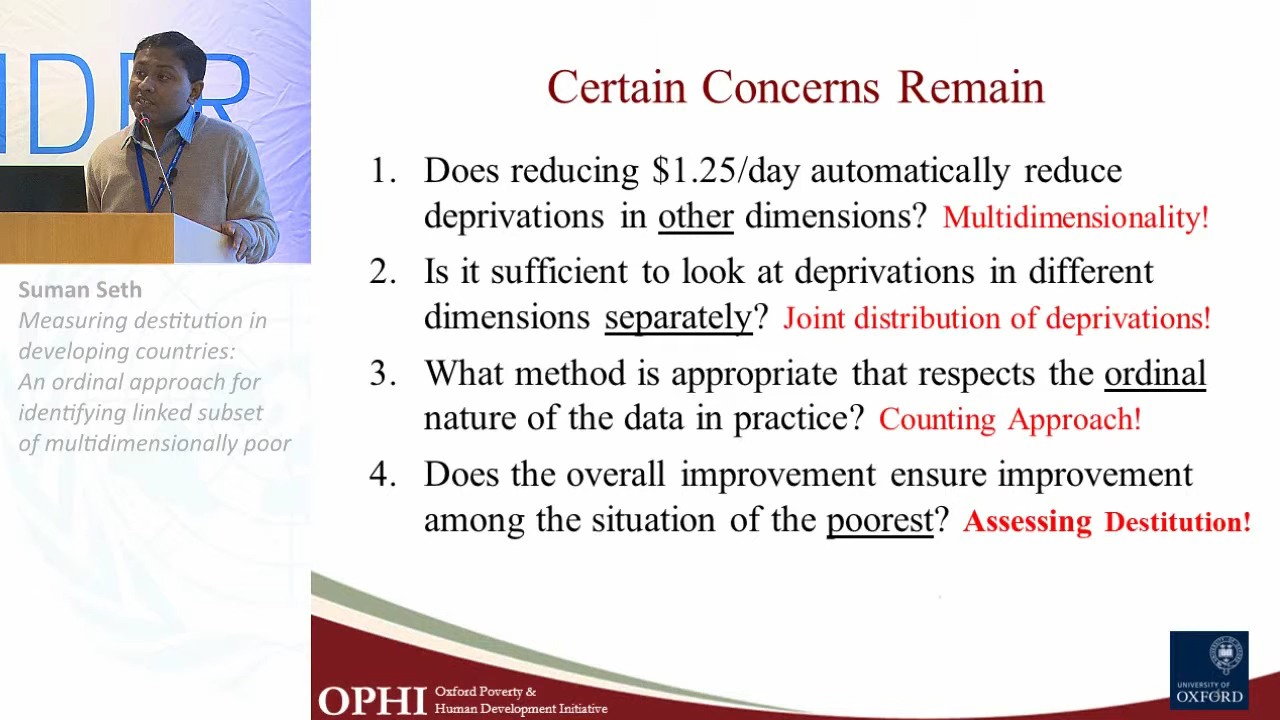 NDER
Suman Seth
Measuring destitution in
developing countries:
An ordinal approach for
identifying linked subset
of multidimensionally poor
Certain Concerns Remain
1. Does reducing $1.25/day automatically reduce
deprivations in other dimensions? Multidimensionality!
2. Is it sufficient to look at deprivations in different
dimensions separately? Joint distribution of deprivations!
3. What method is appropriate that respects the ordinal
nature of the data in practice? Counting Approach!
4. Does the overall improvement ensure improvement
among the situation of the poorest? Assessing Destitution!
OPHI
Oxford Poverty &
Human Development Initiative
UNIVERSITY OF
OXFORD